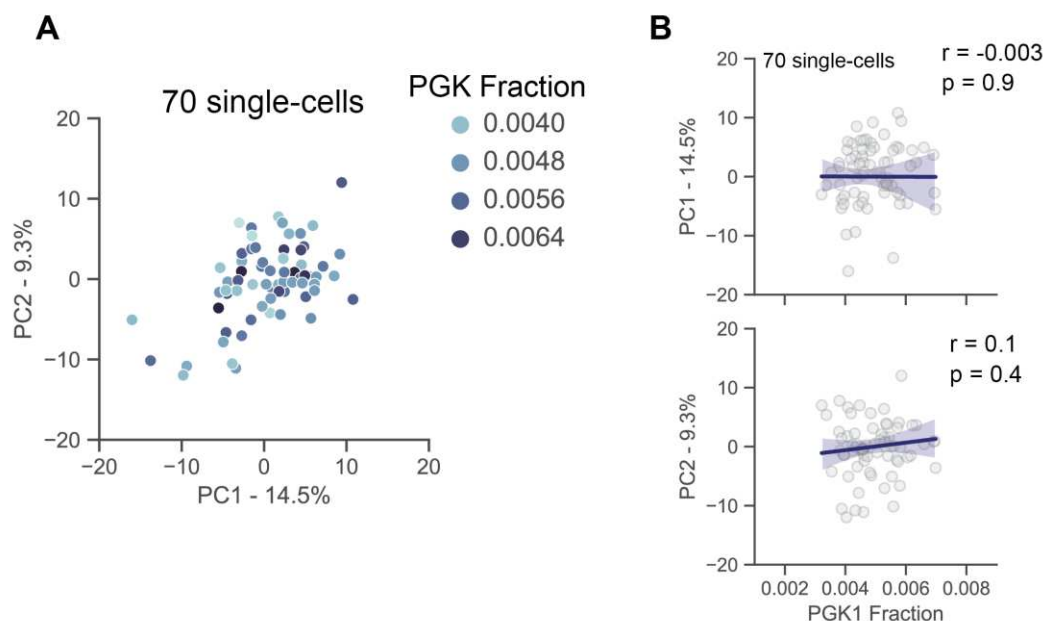 A
70 single-cells
PGK Fraction
0.0040
0.0048
0.0056
0.0064
20
10
0
−10
−20
PC2 - 9.3%
−20
−10
0
10
20
PC1 - 14.5%
B
70 single-cells
r = -0.003
p = 0.9
20
10
0
−10
−20
PC1 - 14.5%
r = 0.1
p = 0.4
20
10
0
−10
−20
PC2 - 9.3%
0.002
0.004
0.006
0.008
PGK1 Fraction